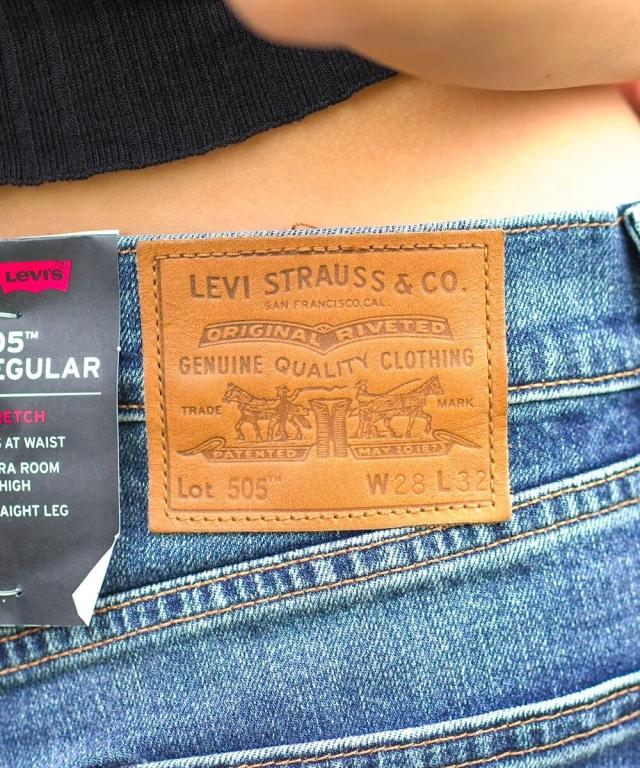 LEVI'S
05™
EGULAR
ETCH
S AT WAIST
RA ROOM
HIGH
AIGHT LEG
LEVI STRAUSS & CO.
SAN FRANCISCO, CAL.
ORIGINAL RIVETED
GENUINE QUALITY CLOTHING
TRADE MARK
PATENTED MAY 20 1873
Lot 505™ W28 L32